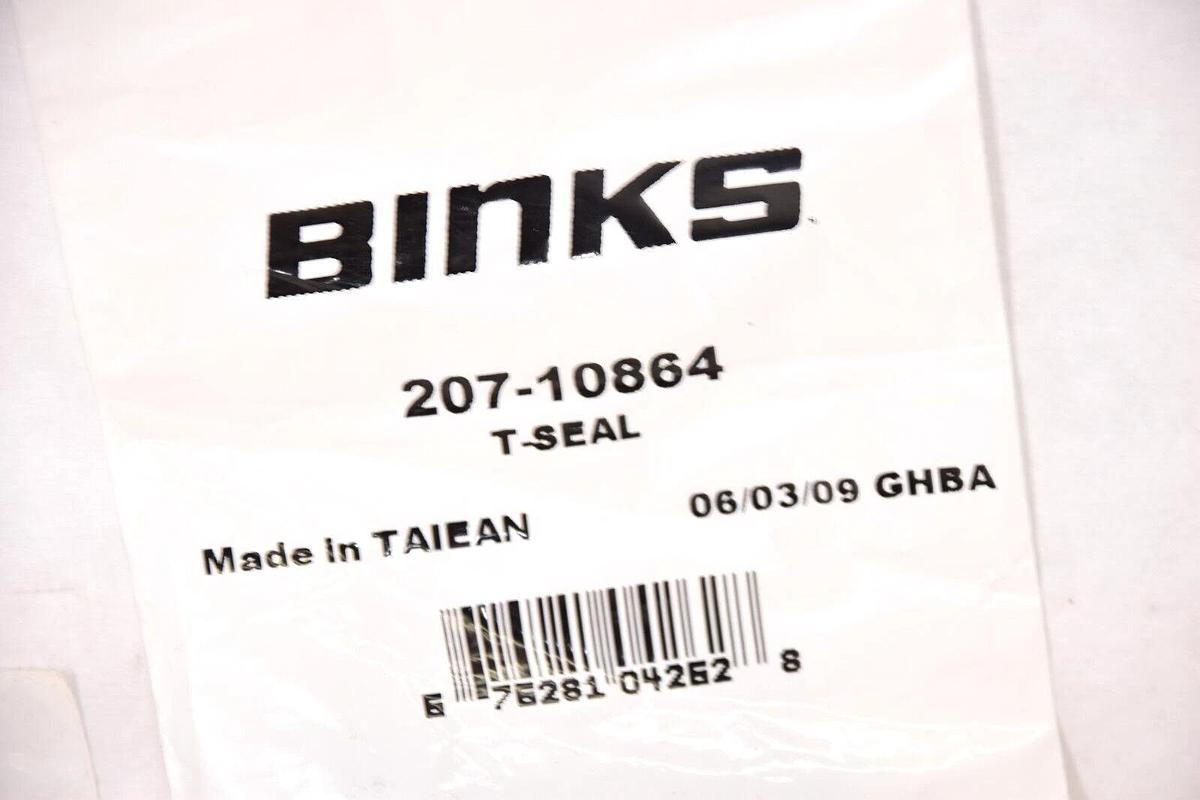 BINKS
207-10864
T-SEAL
06/03/09 GHBA
Made in TAIEAN
6 76281 04262 8